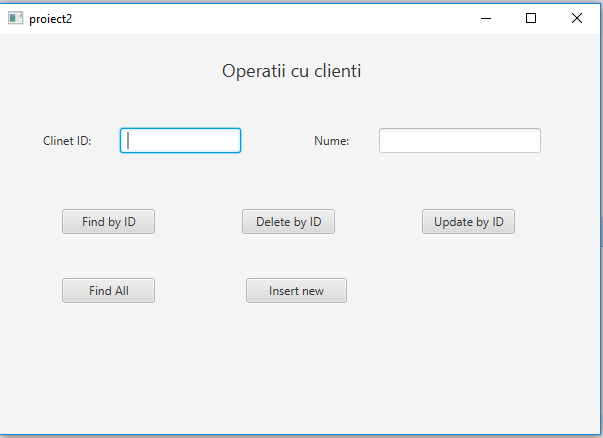 proiect2
Operatii cu clienti
Clinet ID: Nume:
Find by ID Delete by ID Update by ID
Find All Insert new